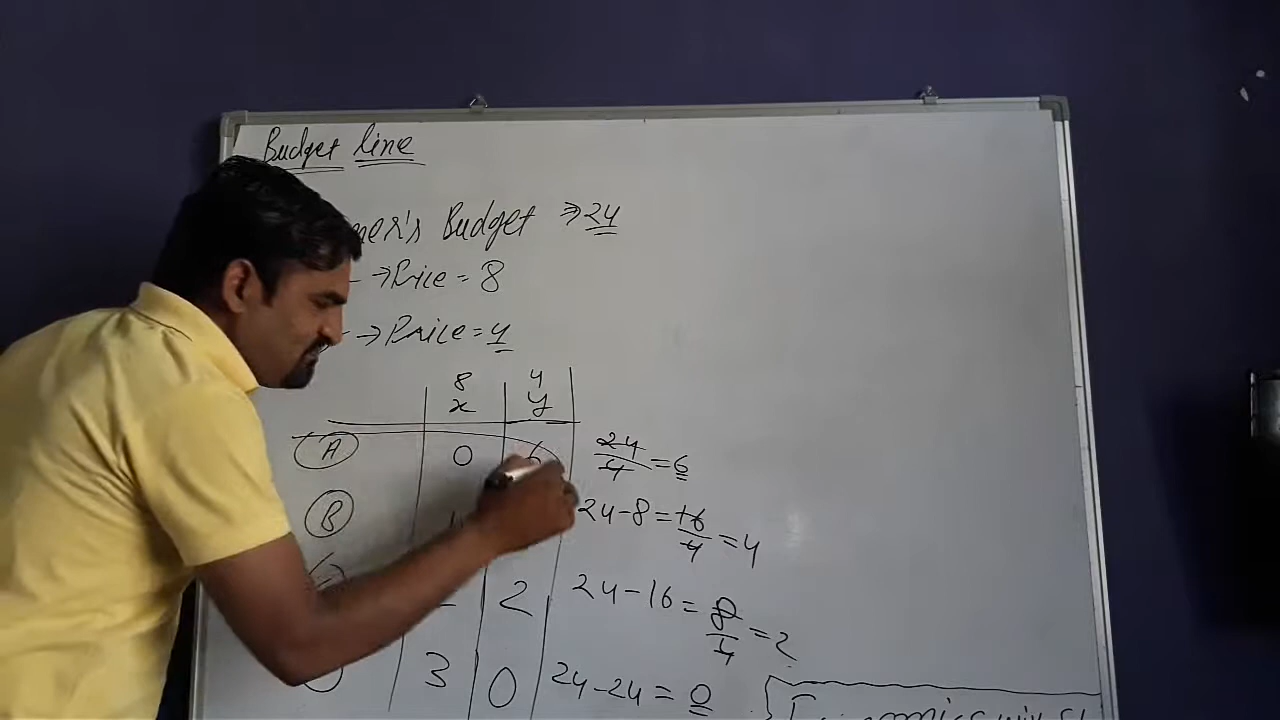 Budget line
Budget ⇒ 24
→ Price = 8
→ Price = 4
8 4
x y
A 0 6 24/4 = 6
B 24 - 8 = 16/4 = 4
2 24 - 16 = 8/4 = 2
3 0 24 - 24 = 0